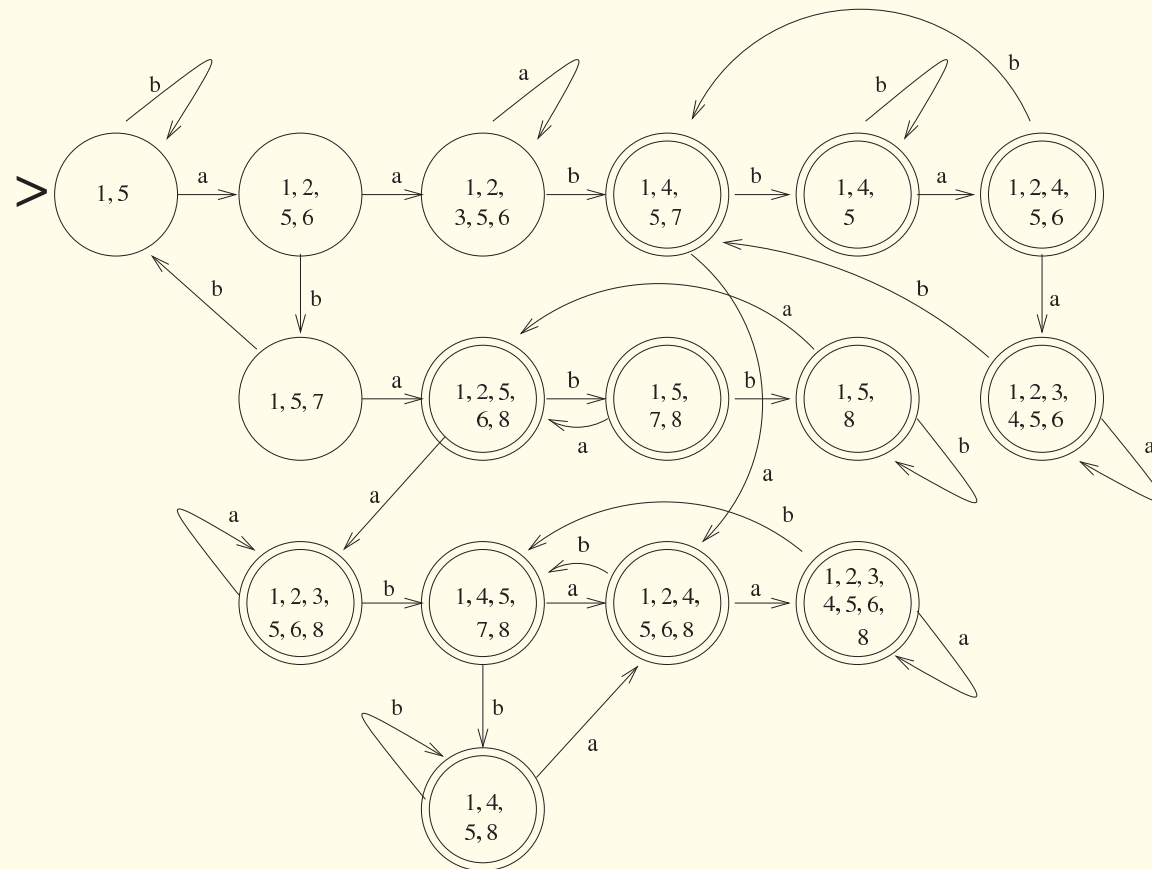 b
a
b
b
>
1, 5
a
1, 2,
5, 6
a
1, 2,
3, 5, 6
b
1, 4,
5, 7
b
1, 4,
5
a
1, 2, 4,
5, 6
b
b
b
a
a
1, 5, 7
a
1, 2, 5,
6, 8
b
a
1, 5,
7, 8
b
1, 5,
8
b
1, 2, 3,
4, 5, 6
a
a
a
a
b
b
1, 2, 3,
5, 6, 8
b
1, 4, 5,
7, 8
a
1, 2, 4,
5, 6, 8
a
1, 2, 3,
4, 5, 6,
8
a
b
b
a
1, 4,
5, 8